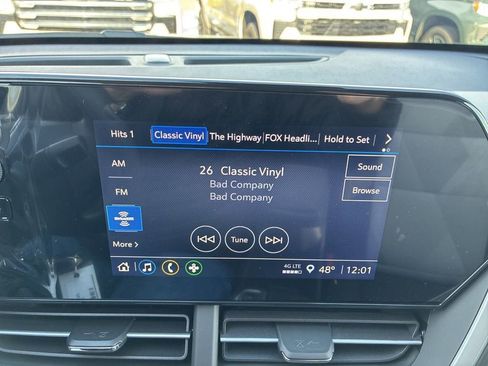 Hits 1 Classic Vinyl The Highway FOX Headli... Hold to Set
AM
26 Classic Vinyl
Sound
Bad Company
FM
Browse
Bad Company
Tune
More
4G LTE
48° 12:01